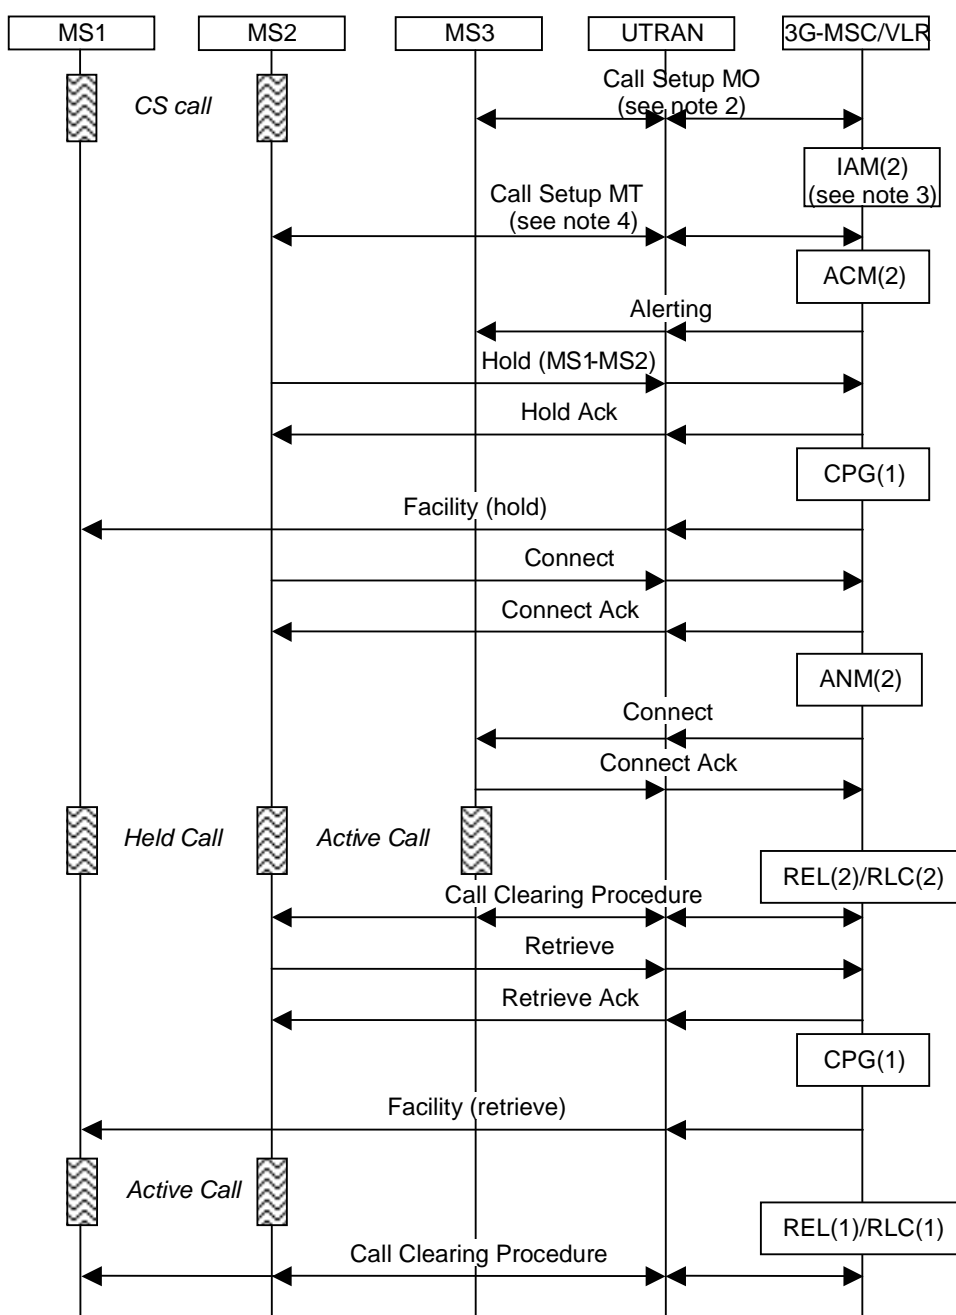 MS1 MS2 MS3 UTRAN 3G-MSC/VLR
CS call
Call Setup MO
(see note 2)
IAM(2)
(see note 3)
Call Setup MT
(see note 4)
ACM(2)
Alerting
Hold (MS1-MS2)
Hold Ack
CPG(1)
Facility (hold)
Connect
Connect Ack
ANM(2)
Connect
Connect Ack
Held Call Active Call
REL(2)/RLC(2)
Call Clearing Procedure
Retrieve
Retrieve Ack
CPG(1)
Facility (retrieve)
Active Call
REL(1)/RLC(1)
Call Clearing Procedure